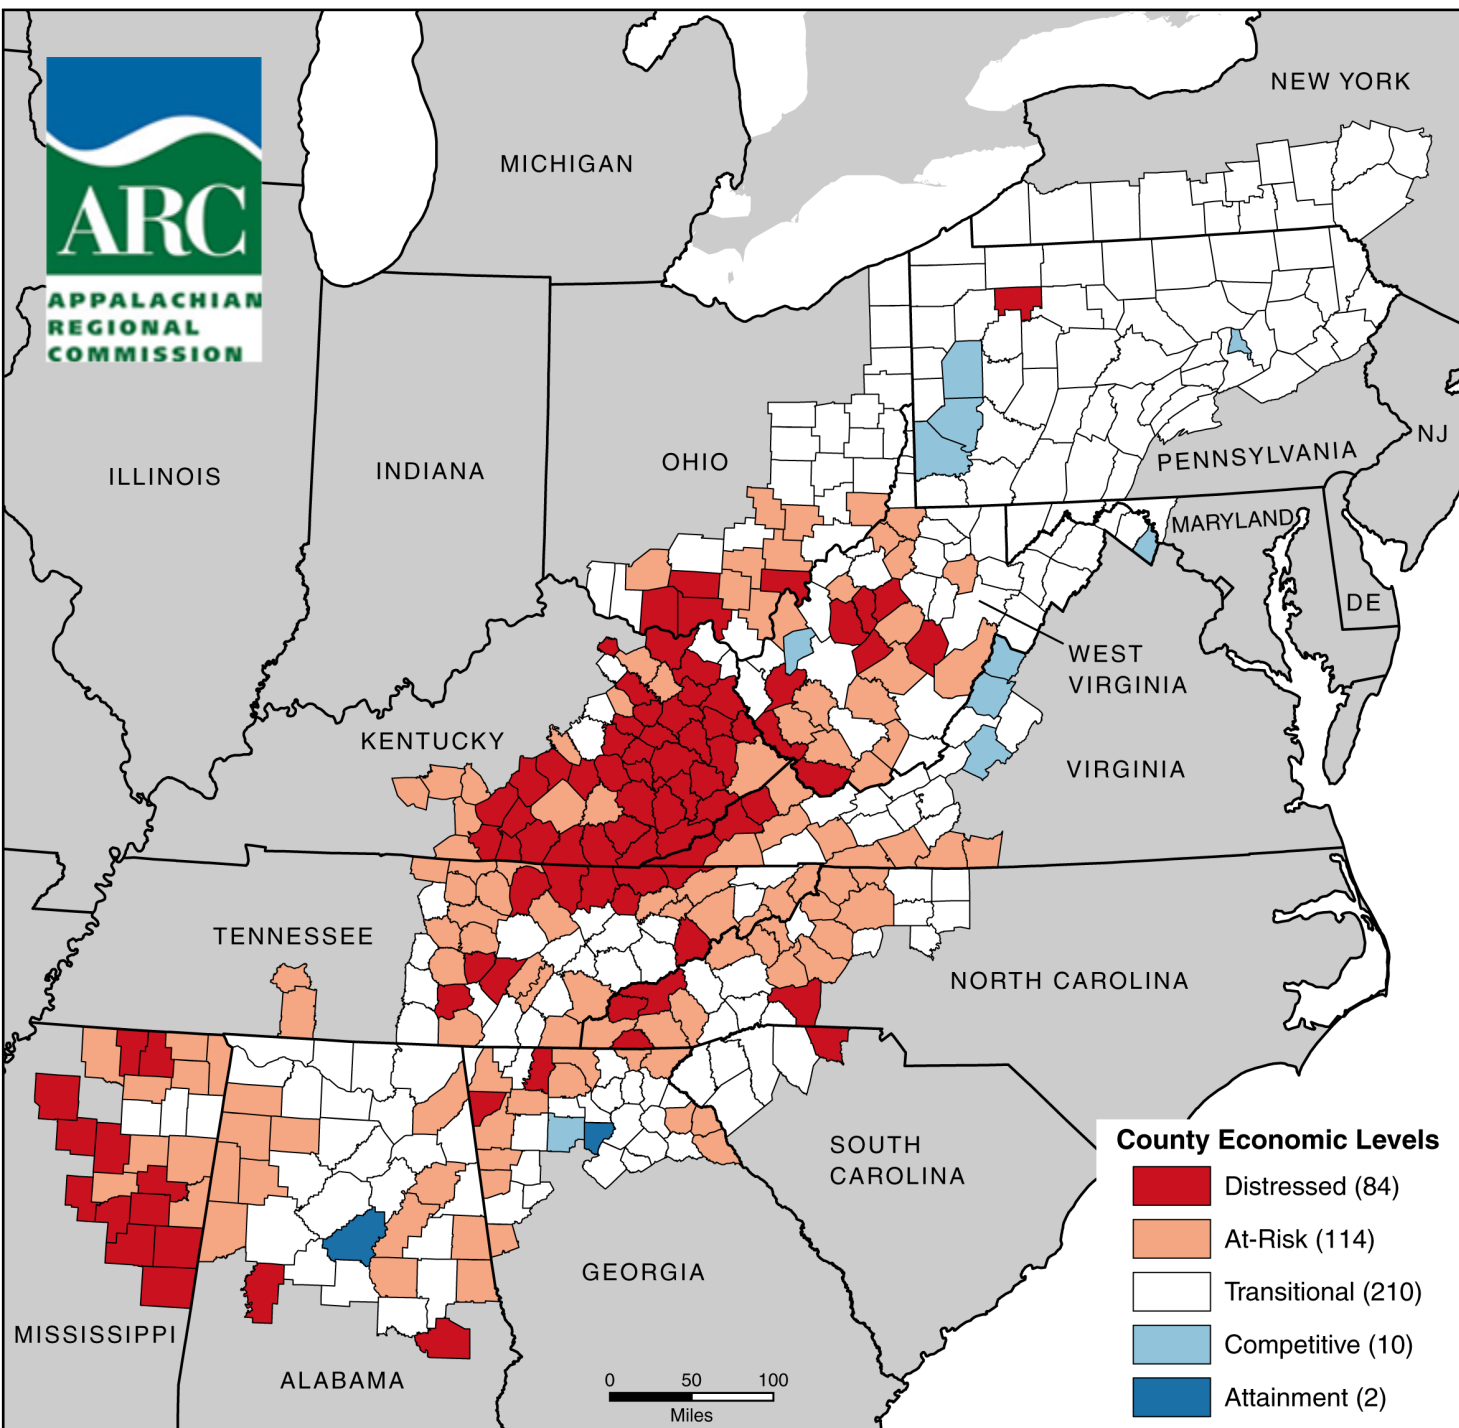 NEW YORK
MICHIGAN
ARC
APPALACHIAN
REGIONAL
COMMISSION
ILLINOIS
INDIANA
OHIO
PENNSYLVANIA
NJ
MARYLAND
DE
WEST
VIRGINIA
KENTUCKY
VIRGINIA
TENNESSEE
NORTH CAROLINA
SOUTH
CAROLINA
GEORGIA
MISSISSIPPI
ALABAMA
0 50 100
Miles
County Economic Levels
Distressed (84)
At-Risk (114)
Transitional (210)
Competitive (10)
Attainment (2)